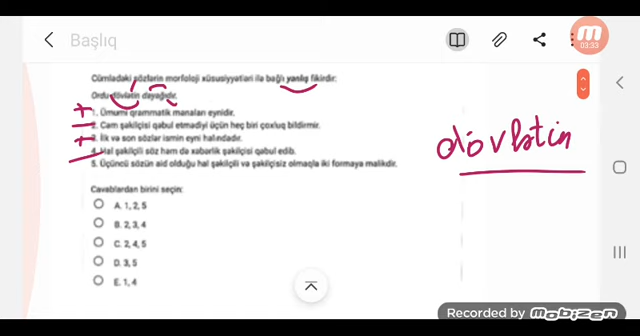 Başlıq
03:33
Cümlədəki sözlərin morfoloji xüsusiyyətləri ilə bağlı yanlış fikirdir.
Ordu dövlətin dayağıdır.
1. Ümumi qrammatik mənaları eynidir.
2. Cəm şəkilçisi qəbul etmədiyi üçün heç biri çoxluq bildirmir.
3. İlk və son sözlər ismin eyni halındadır.
4. Hal şəkilçili söz həm də xəbərlik şəkilçisi qəbul edib.
5. Üçüncü sözün aid olduğu hal şəkilçili və şəkilçisiz olmaqla iki formaya malikdir.
dövlətin
Cavablardan birini seçin:
A. 1, 2, 5
B. 2, 3, 4
C. 2, 4, 5
D. 3, 5
E. 1, 4
Recorded by Mobizen